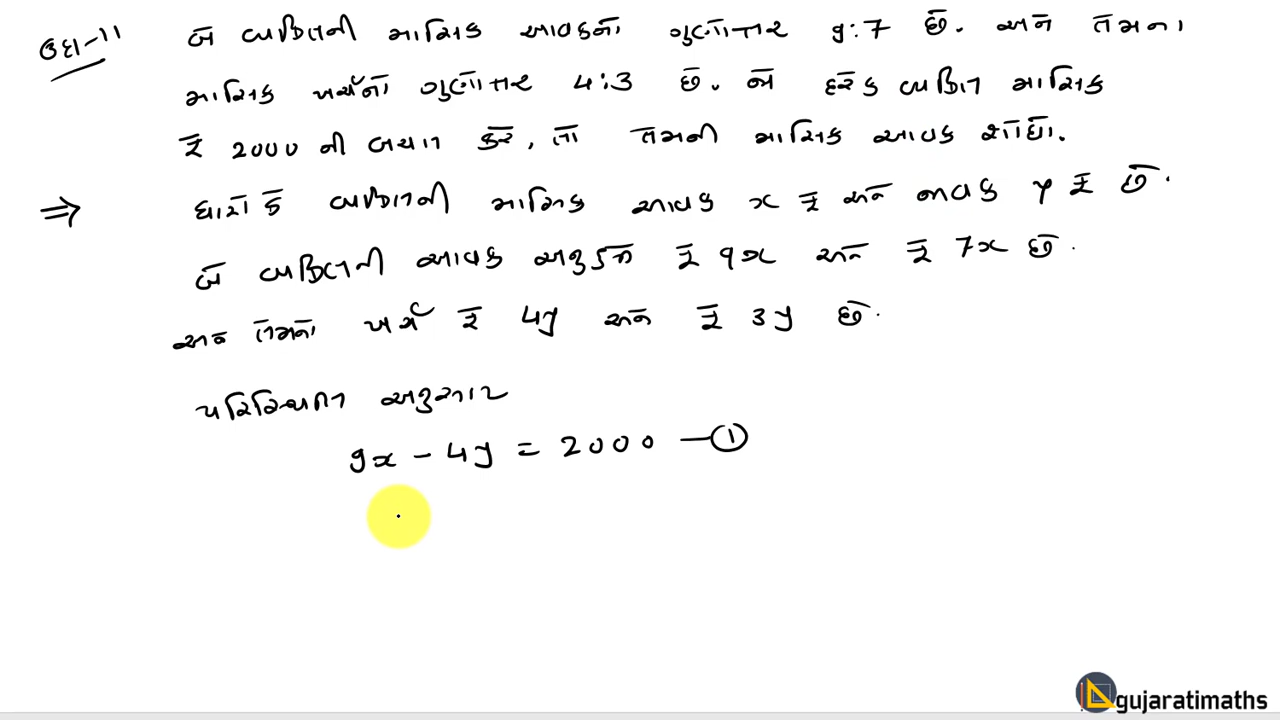 ઉદા-11 બે વ્યક્તિની માસિક આવકના ગુણોત્તર 9:7 છે. અને તેમના
માસિક ખર્ચના ગુણોત્તર 4:3 છે. જો દરેક વ્યક્તિ માસિક
₹ 2000 ની બચત કરે, તો તેમની માસિક આવક શોધો.
⇒ ધારો કે વ્યક્તિની માસિક આવક x ₹ અને જાવક y ₹ છે.
બે વ્યક્તિની આવક અનુક્રમે ₹ 9x અને ₹ 7x છે.
અને તેમના ખર્ચ ₹ 4y અને ₹ 3y છે.
પરિસ્થિતિ અનુસાર
9x - 4y = 2000 —①
gujaratimaths